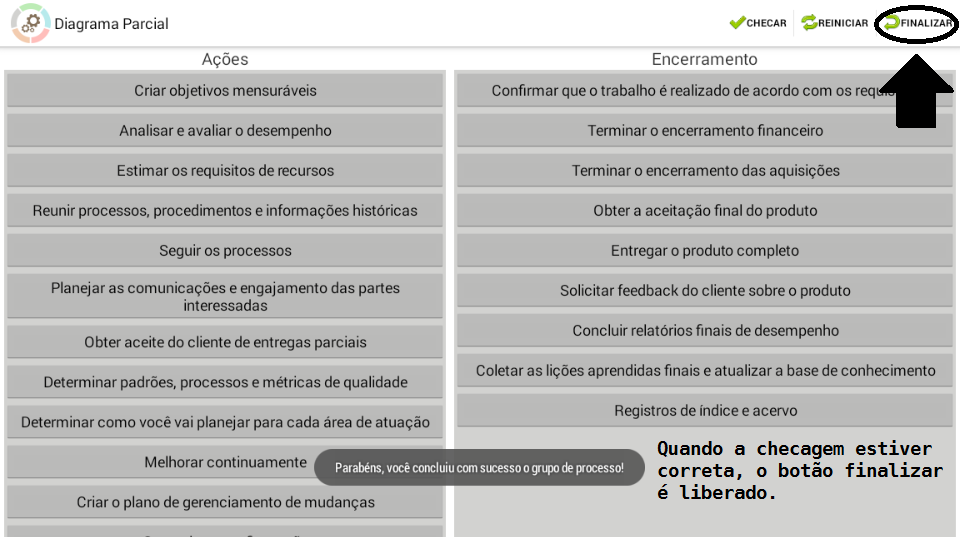 Diagrama Parcial
CHECAR
REINICIAR
FINALIZAR
Ações
Criar objetivos mensuráveis
Analisar e avaliar o desempenho
Estimar os requisitos de recursos
Reunir processos, procedimentos e informações históricas
Seguir os processos
Planejar as comunicações e engajamento das partes
interessadas
Obter aceite do cliente de entregas parciais
Determinar padrões, processos e métricas de qualidade
Determinar como você vai planejar para cada área de atuação
Melhorar continuamente
Criar o plano de gerenciamento de mudanças
Encerramento
Confirmar que o trabalho é realizado de acordo com os
Terminar o encerramento financeiro
Terminar o encerramento das aquisições
Obter a aceitação final do produto
Entregar o produto completo
Solicitar feedback do cliente sobre o produto
Concluir relatórios finais de desempenho
Coletar as lições aprendidas finais e atualizar a base de conhecimento
Registros de índice e acervo
Parabéns, você concluiu com sucesso o grupo de processo!
Quando a checagem estiver
correta, o botão finalizar
é liberado.